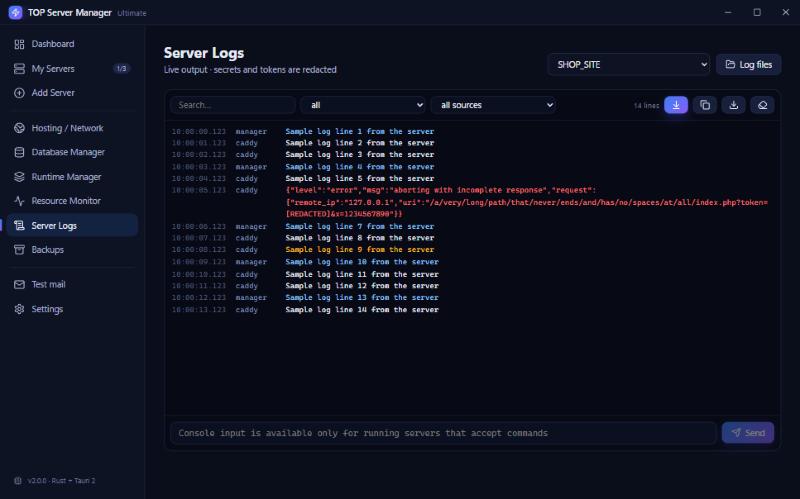 TOP Server Manager Ultimate
Dashboard
My Servers 1/3
Add Server
Hosting / Network
Database Manager
Runtime Manager
Resource Monitor
Server Logs
Backups
Test mail
Settings
v2.0.0 · Rust + Tauri 2
Server Logs
Live output · secrets and tokens are redacted
SHOP_SITE
Log files
Search...
all
all sources
14 lines
10:00:00.123 manager Sample log line 1 from the server
10:00:01.123 caddy Sample log line 2 from the server
10:00:02.123 caddy Sample log line 3 from the server
10:00:03.123 manager Sample log line 4 from the server
10:00:04.123 caddy Sample log line 5 from the server
10:00:05.123 caddy {"level":"error","msg":"aborting with incomplete response","request":
{"remote_ip":"127.0.0.1","uri":"/a/very/long/path/that/never/ends/and/has/no/spaces/at/all/index.php?token=
[REDACTED]&x=1234567890"}}
10:00:06.123 manager Sample log line 7 from the server
10:00:07.123 caddy Sample log line 8 from the server
10:00:08.123 caddy Sample log line 9 from the server
10:00:09.123 manager Sample log line 10 from the server
10:00:10.123 caddy Sample log line 11 from the server
10:00:11.123 caddy Sample log line 12 from the server
10:00:12.123 manager Sample log line 13 from the server
10:00:13.123 caddy Sample log line 14 from the server
Console input is available only for running servers that accept commands
Send